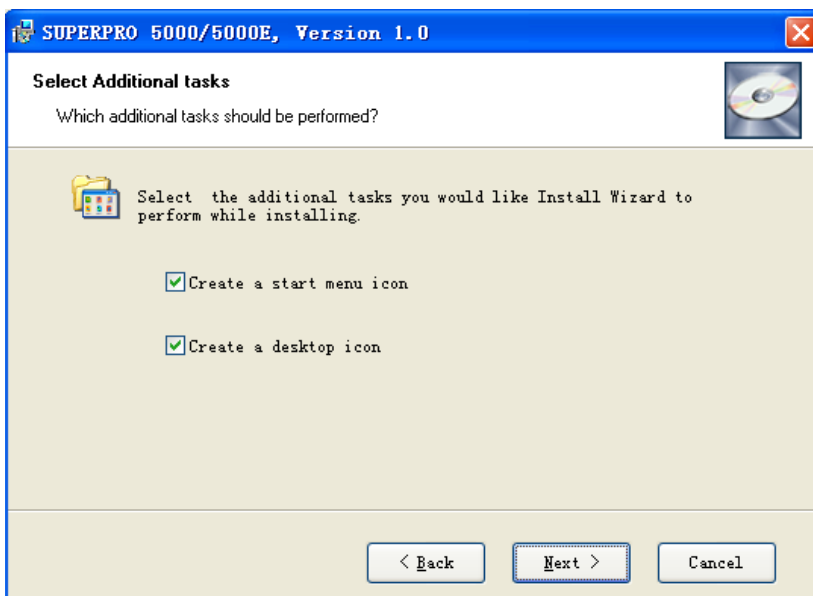 SUPERPRO 5000/5000E, Version 1.0
Select Additional tasks
Which additional tasks should be performed?
Select  the additional tasks you would like Install Wizard to
perform while installing.
Create a start menu icon
Create a desktop icon
< Back
Next >
Cancel